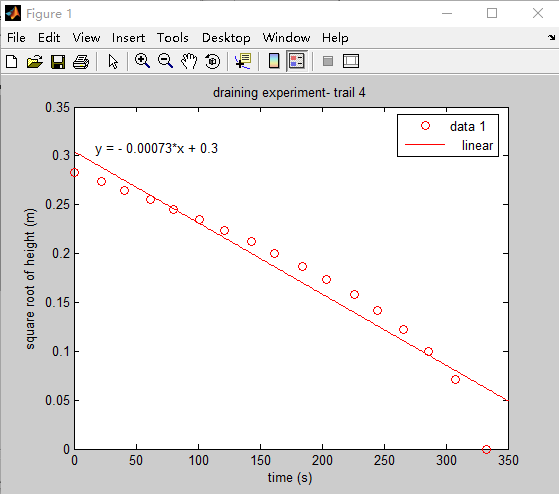 Figure 1
File Edit View Insert Tools Desktop Window Help
draining experiment- trail 4
0.35
0.3
0.25
0.2
0.15
0.1
0.05
0
square root of height (m)
y = - 0.00073*x + 0.3
data 1
linear
0 50 100 150 200 250 300 350
time (s)